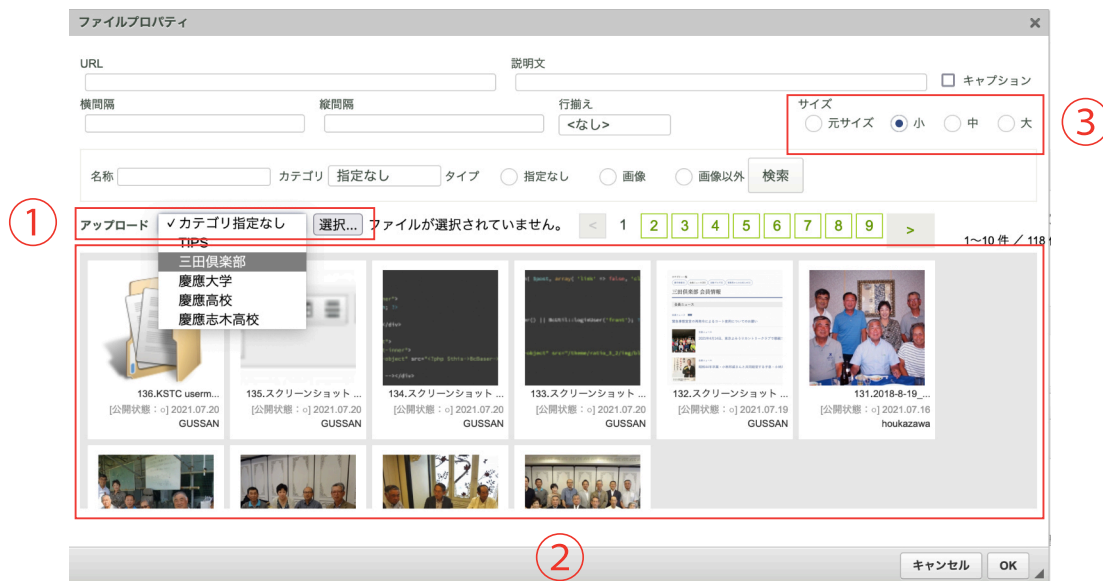 ファイルプロパティ ×
URL 説明文
キャプション
横間隔 縦間隔 行揃え サイズ
<なし> 元サイズ 小 中 大
③
名称 カテゴリ 指定なし タイプ 指定なし 画像 画像以外 検索
①
アップロード ✓カテゴリ指定なし 選択... ファイルが選択されていません。 < 1 2 3 4 5 6 7 8 9 >
1〜10 件 / 118
TIPS
三田倶楽部
慶應大学
慶應高校
慶應志木高校
三田倶楽部 会員情報
136.KSTC userm... 135.スクリーンショット ... 134.スクリーンショット ... 133.スクリーンショット ... 132.スクリーンショット ... 131.2018-8-19_...
[公開状態：○] 2021.07.20 [公開状態：○] 2021.07.20 [公開状態：○] 2021.07.20 [公開状態：○] 2021.07.20 [公開状態：○] 2021.07.19 [公開状態：○] 2021.07.16
GUSSAN GUSSAN GUSSAN GUSSAN GUSSAN houkazawa
②
キャンセル OK